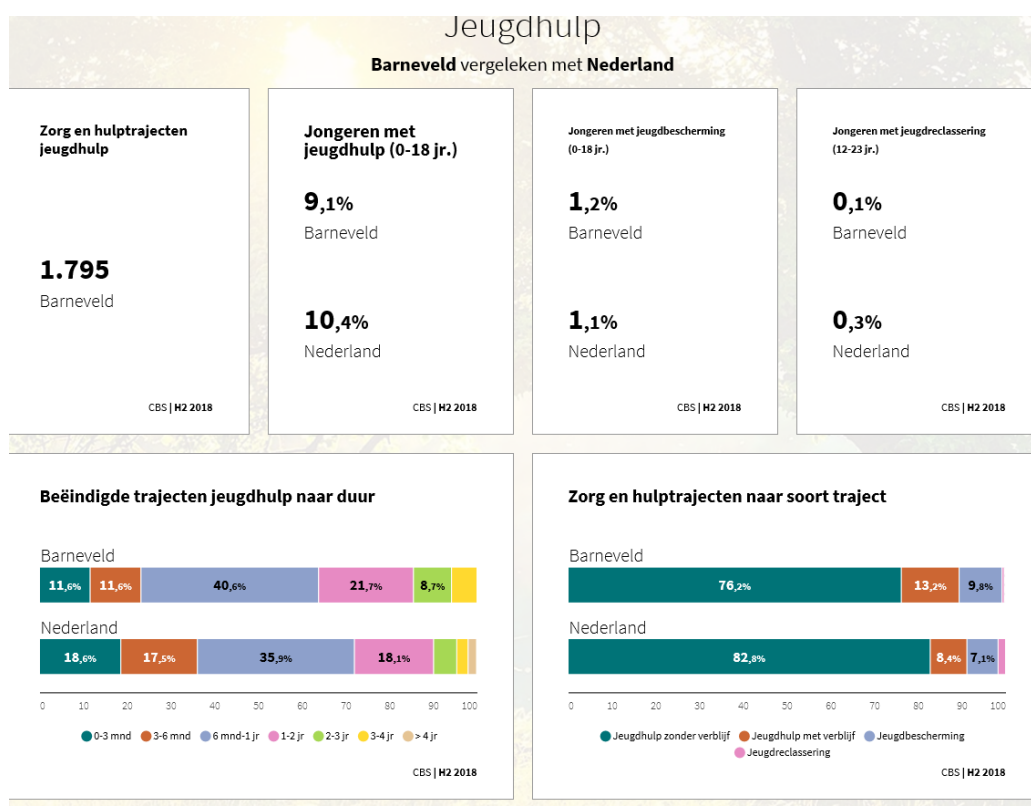 Jeugdhulp
Barneveld vergeleken met Nederland
Zorg en hulptrajecten
jeugdhulp
1.795
Barneveld
CBS | H2 2018
Jongeren met
jeugdhulp (0-18 jr.)
9,1%
Barneveld
10,4%
Nederland
CBS | H2 2018
Jongeren met jeugdbescherming
(0-18 jr.)
1,2%
Barneveld
1,1%
Nederland
CBS | H2 2018
Jongeren met jeugdreclassering
(12-23 jr.)
0,1%
Barneveld
0,3%
Nederland
CBS | H2 2018
Beëindigde trajecten jeugdhulp naar duur
Barneveld
11,6% 11,6% 40,6% 21,7% 8,7%
Nederland
18,6% 17,5% 35,9% 18,1%
0 10 20 30 40 50 60 70 80 90 100
0-3 mnd 3-6 mnd 6 mnd-1 jr 1-2 jr 2-3 jr 3-4 jr > 4 jr
CBS | H2 2018
Zorg en hulptrajecten naar soort traject
Barneveld
76,2% 13,2% 9,8%
Nederland
82,8% 8,4% 7,1%
0 10 20 30 40 50 60 70 80 90 100
Jeugdhulp zonder verblijf Jeugdhulp met verblijf Jeugdbescherming
Jeugdreclassering
CBS | H2 2018